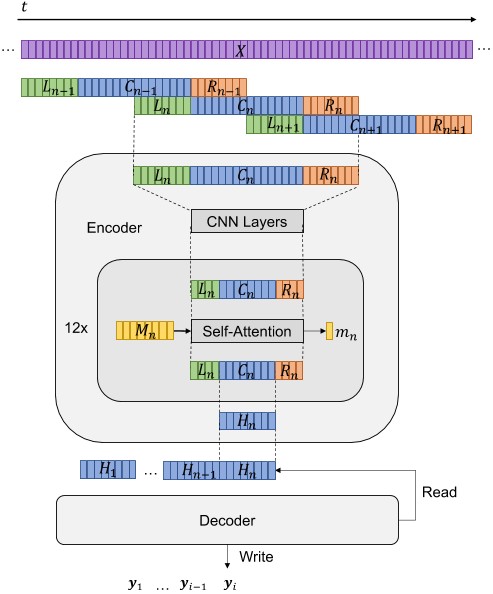 t
... X ...
L_{n-1} C_{n-1} R_{n-1}
L_n C_n R_n
L_{n+1} C_{n+1} R_{n+1}
L_n C_n R_n
CNN Layers
Encoder
L_n C_n R_n
12x M_n Self-Attention m_n
L_n C_n R_n
H_n
H_1 ... H_{n-1} H_n
Read
Decoder
Write
y_1 ... y_{i-1} y_i